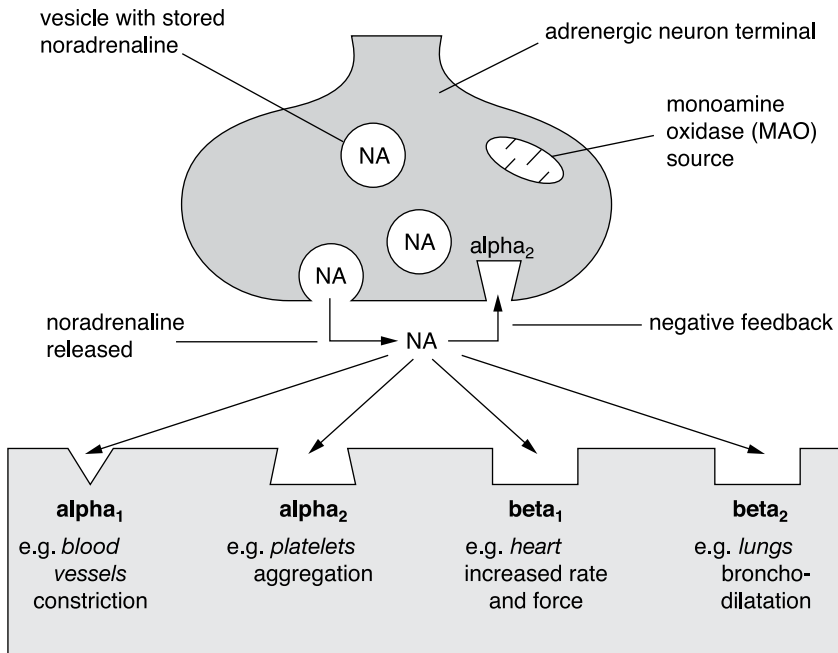 vesicle with stored
noradrenaline
adrenergic neuron terminal
monoamine
oxidase (MAO)
source
NA
NA
alpha₂
NA
noradrenaline
released
NA
negative feedback
alpha₁
e.g. blood
vessels
constriction
alpha₂
e.g. platelets
aggregation
beta₁
e.g. heart
increased rate
and force
beta₂
e.g. lungs
broncho-
dilatation